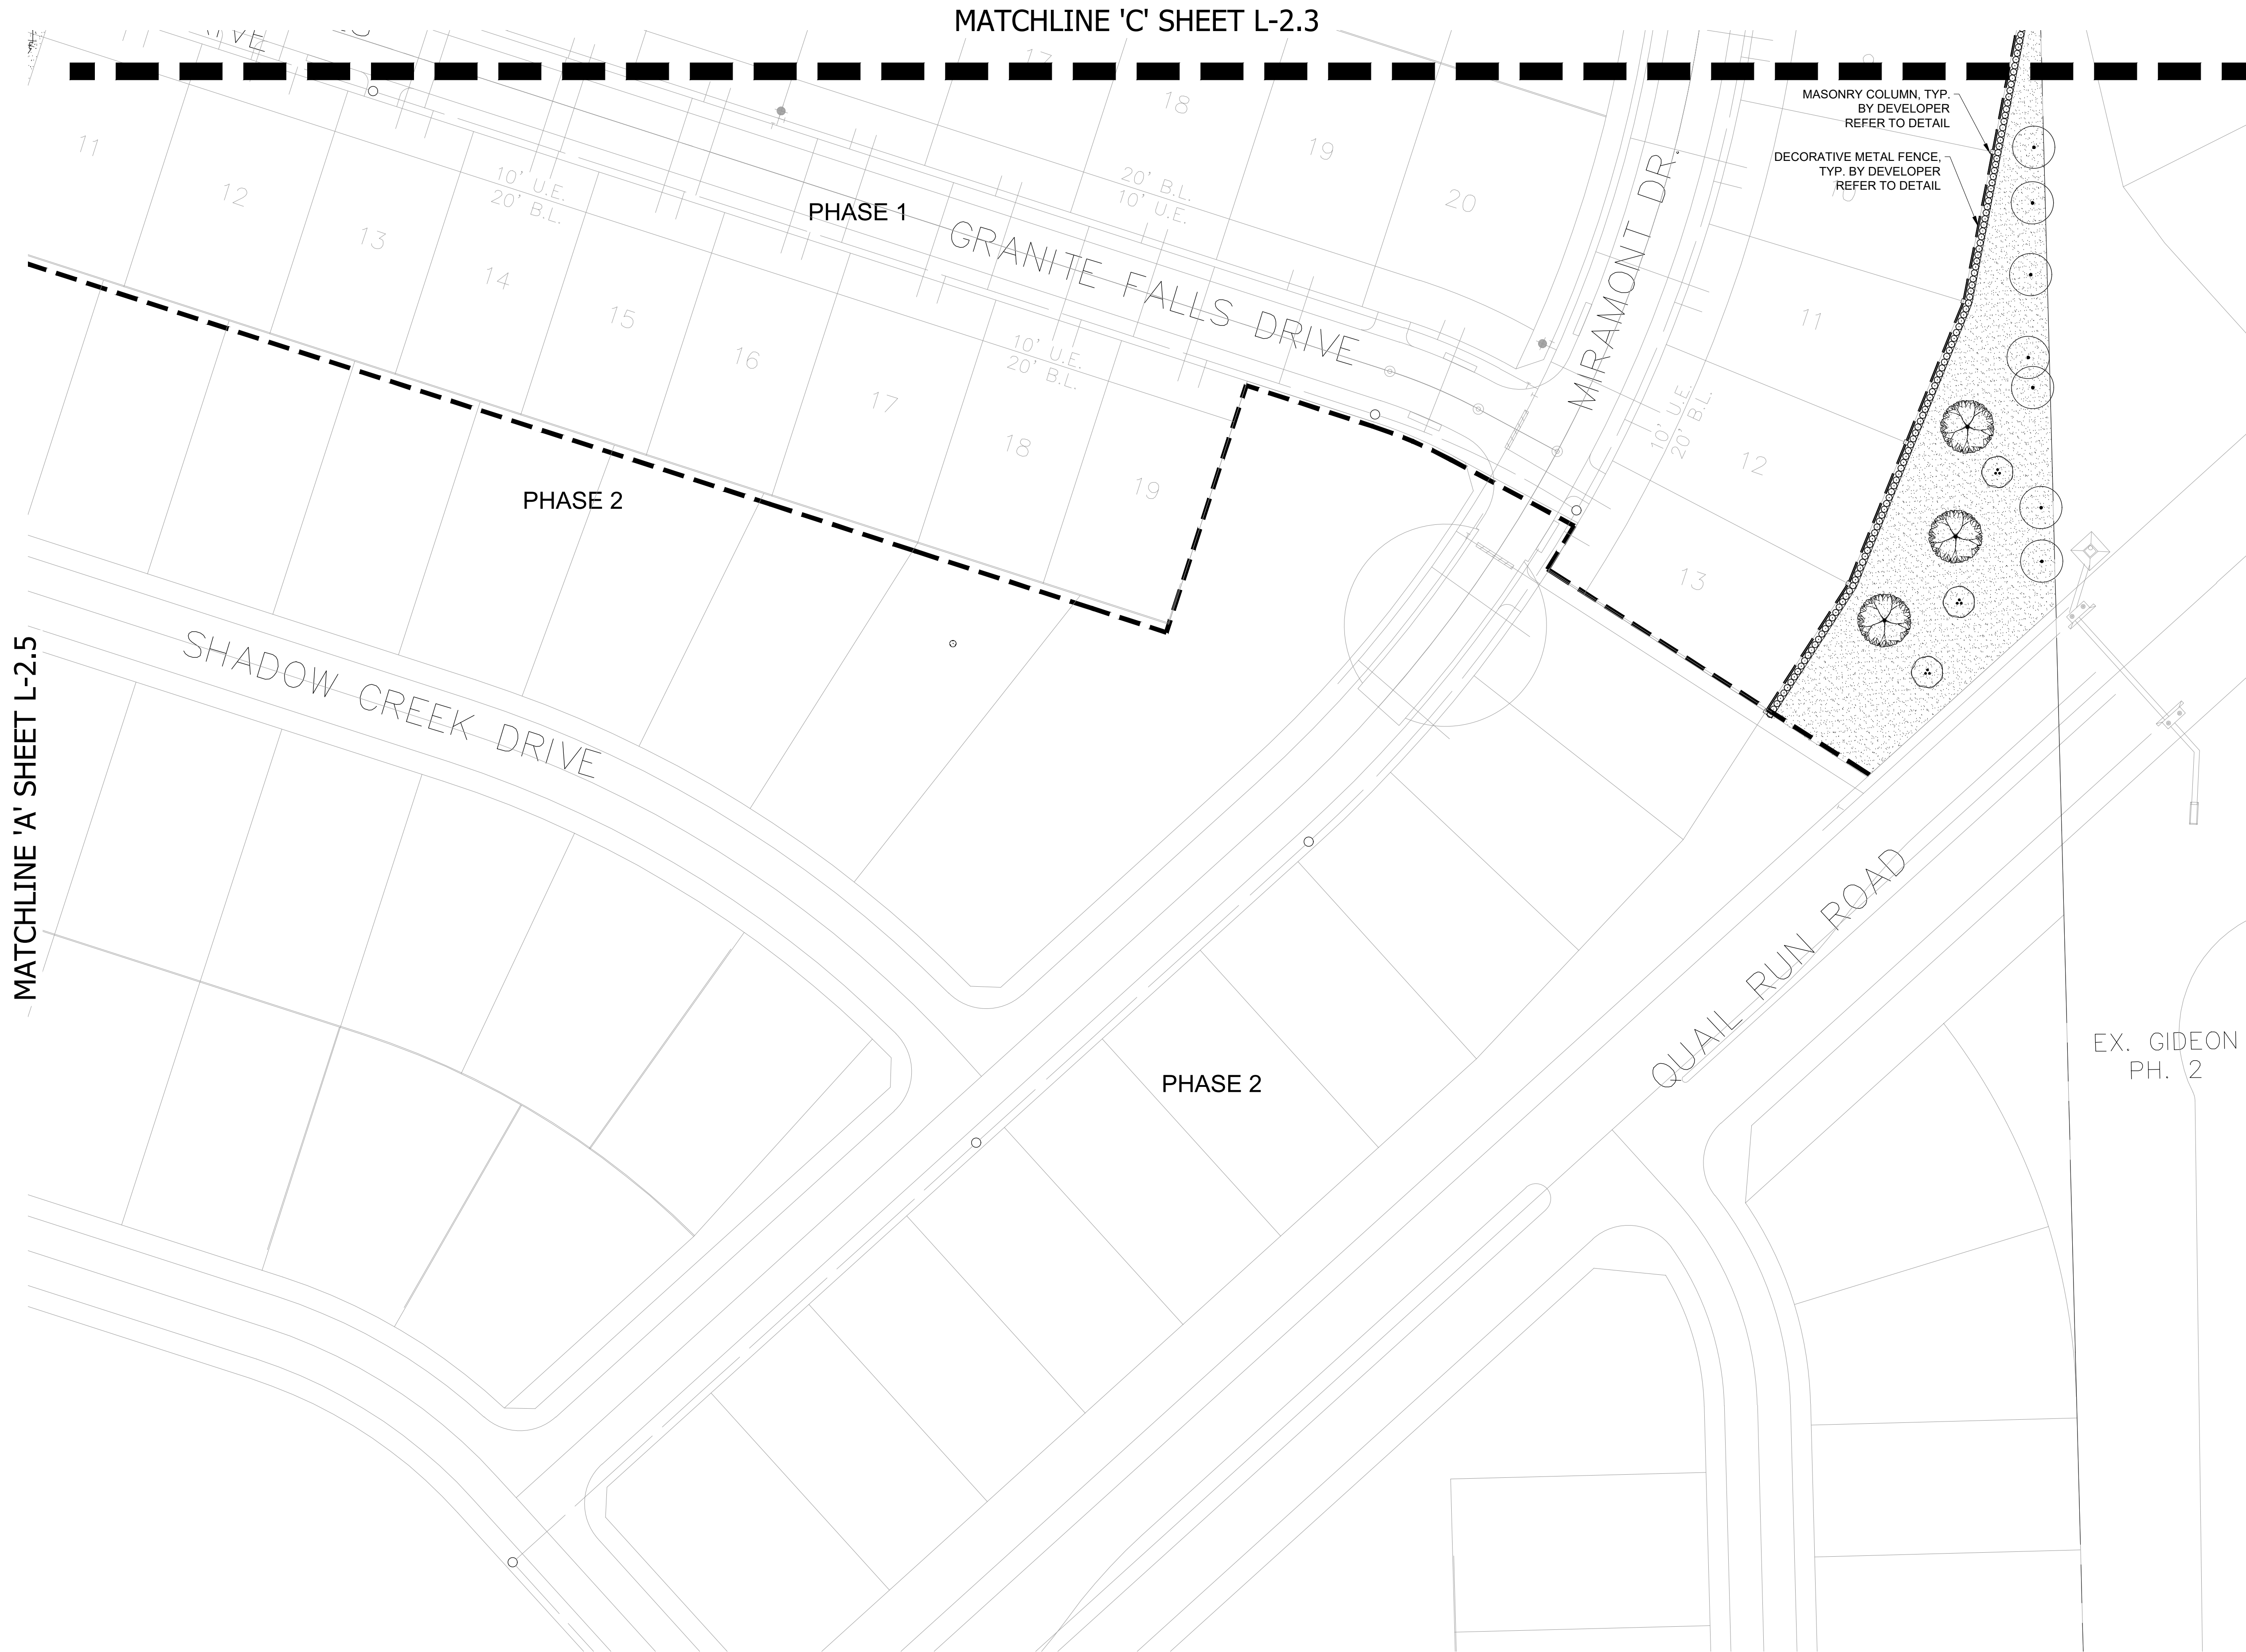 MATCHLINE 'C' SHEET L-2.3
MASONRY COLUMN, TYP.
BY DEVELOPER
REFER TO DETAIL
DECORATIVE METAL FENCE,
TYP. BY DEVELOPER
REFER TO DETAIL
17
18
19
20
11
12
13
14
15
16
17
18
19
10' U.E.
20' B.L.
20' B.L.
10' U.E.
10' U.E.
20' B.L.
PHASE 1
GRANITE FALLS DRIVE
MIRAMONT DR.
10' U.E.
20' B.L.
11
12
13
PHASE 2
SHADOW CREEK DRIVE
MATCHLINE 'A' SHEET L-2.5
QUAIL RUN ROAD
PHASE 2
EX. GIDEON
PH. 2